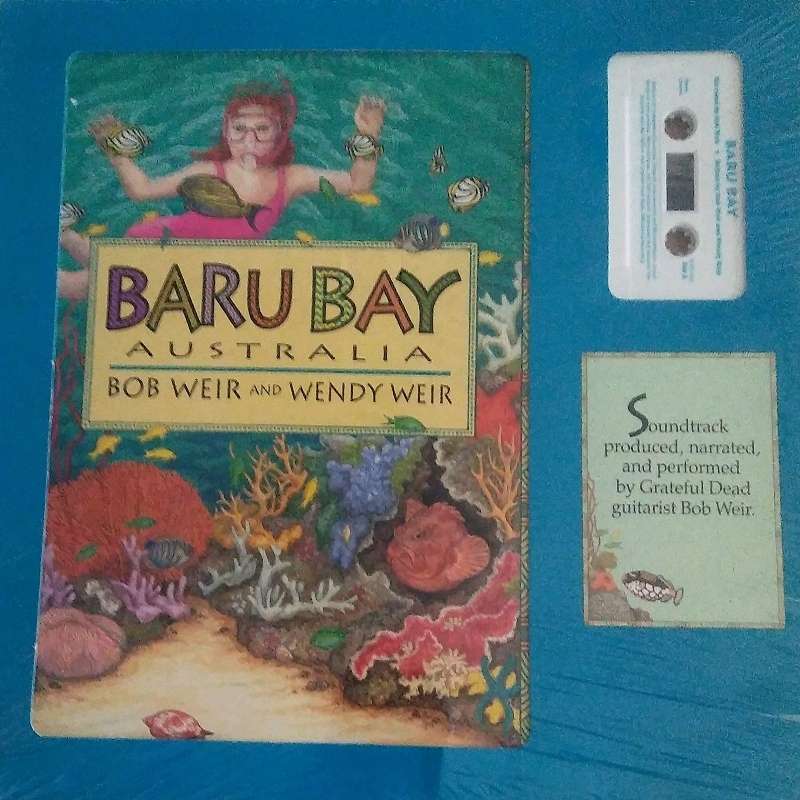 BARU BAY
AUSTRALIA
BOB WEIR AND WENDY WEIR
BARU BAY
Soundtrack
produced, narrated,
and performed
by Grateful Dead
guitarist Bob Weir.